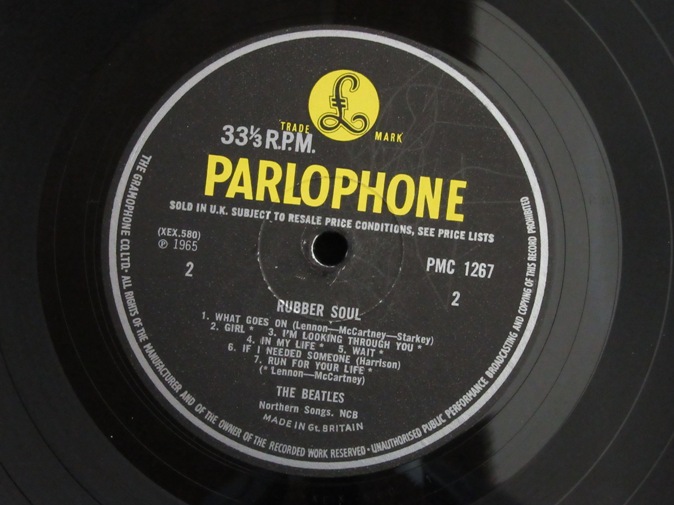 £
TRADE MARK
33⅓ R.P.M.
PARLOPHONE
SOLD IN U.K. SUBJECT TO RESALE PRICE CONDITIONS, SEE PRICE LISTS
(XEX.580)
℗ 1965
2
PMC 1267
2
RUBBER SOUL
1. WHAT GOES ON (Lennon—McCartney—Starkey)
2. GIRL * 3. I'M LOOKING THROUGH YOU *
4. IN MY LIFE * 5. WAIT *
6. IF I NEEDED SOMEONE (Harrison)
7. RUN FOR YOUR LIFE *
(* Lennon—McCartney)
THE BEATLES
Northern Songs. NCB
MADE IN GT. BRITAIN
THE GRAMOPHONE CO. LTD. · ALL RIGHTS OF THE MANUFACTURER AND OF THE OWNER OF THE RECORDED WORK RESERVED · UNAUTHORISED PUBLIC PERFORMANCE BROADCASTING AND COPYING OF THIS RECORD PROHIBITED